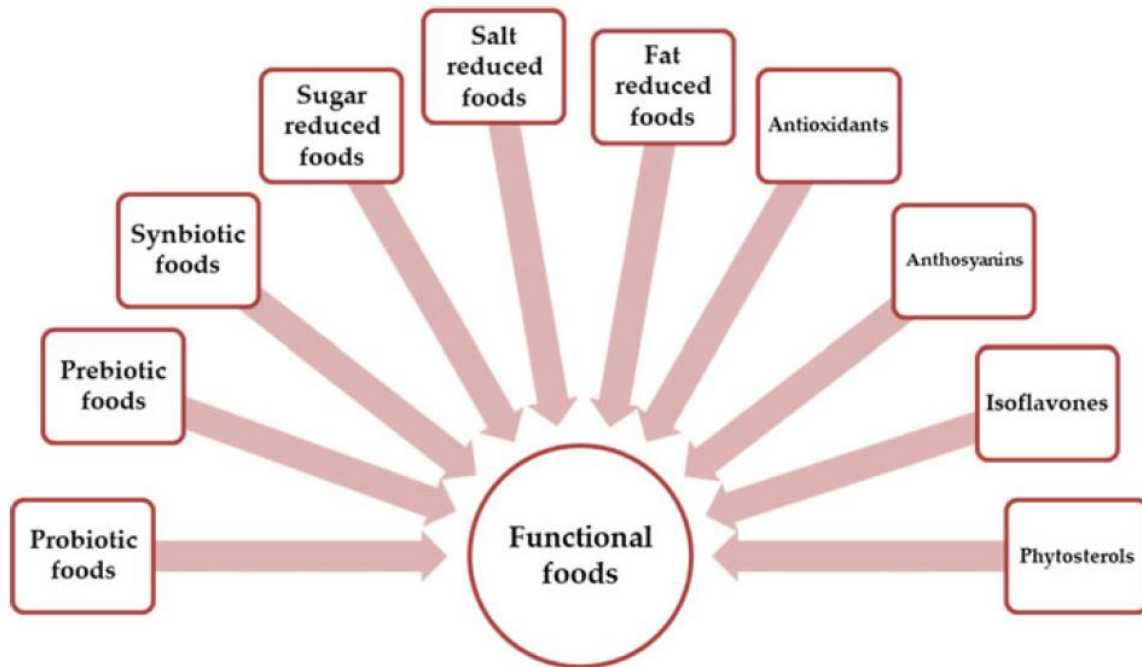 Probiotic
foods
Prebiotic
foods
Synbiotic
foods
Sugar
reduced
foods
Salt
reduced
foods
Fat
reduced
foods
Antioxidants
Anthosyanins
Isoflavones
Phytosterols
Functional
foods